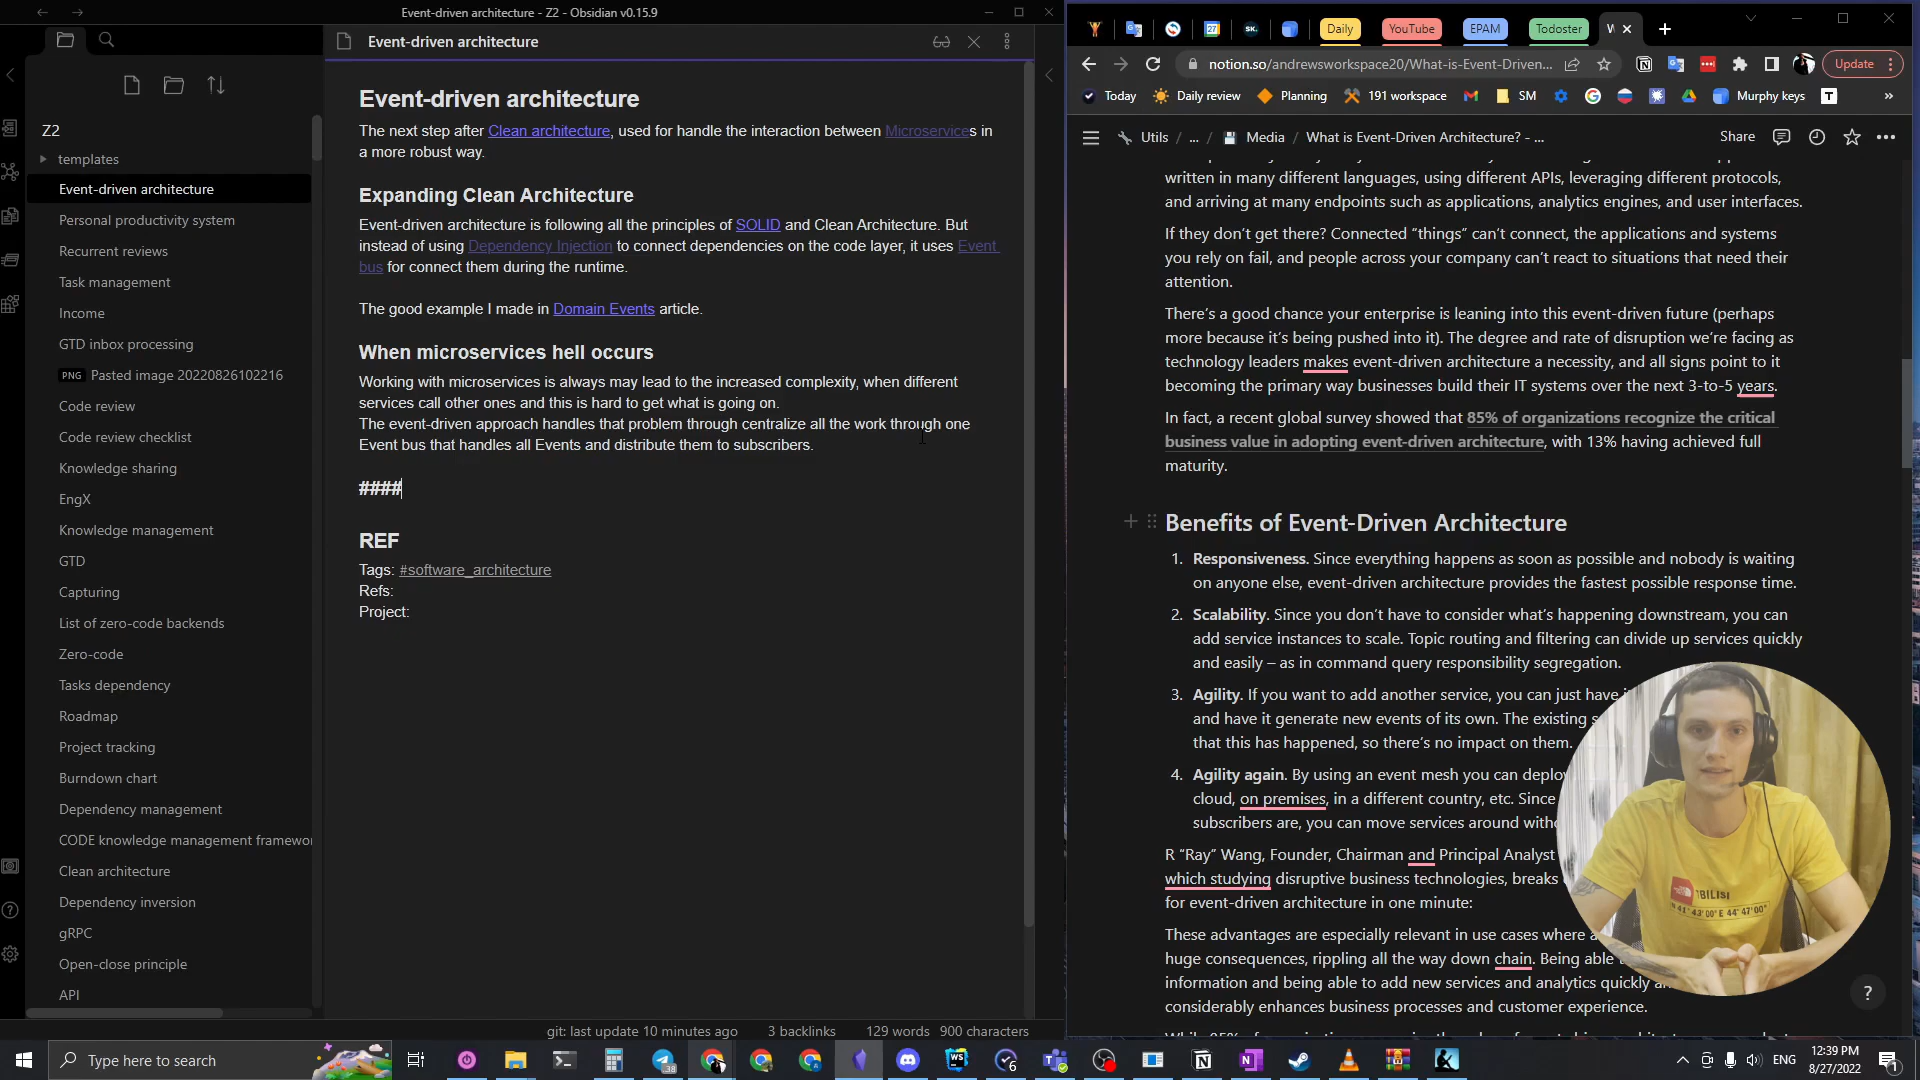 Event-driven architecture - Z2 - Obsidian v0.15.9
Event-driven architecture
Z2
templates
Event-driven architecture
Personal productivity system
Recurrent reviews
Task management
Income
GTD inbox processing
PNG Pasted image 20220826102216
Code review
Code review checklist
Knowledge sharing
EngX
Knowledge management
GTD
Capturing
List of zero-code backends
Zero-code
Tasks dependency
Roadmap
Project tracking
Burndown chart
Dependency management
CODE knowledge management framewor
Clean architecture
Dependency inversion
gRPC
Open-close principle
API
Event-driven architecture
The next step after Clean architecture, used for handle the interaction between Microservices in
a more robust way.
Expanding Clean Architecture
Event-driven architecture is following all the principles of SOLID and Clean Architecture. But
instead of using Dependency Injection to connect dependencies on the code layer, it uses Event
bus for connect them during the runtime.
The good example I made in Domain Events article.
When microservices hell occurs
Working with microservices is always may lead to the increased complexity, when different
services call other ones and this is hard to get what is going on.
The event-driven approach handles that problem through centralize all the work through one
Event bus that handles all Events and distribute them to subscribers.
####
REF
Tags: #software_architecture
Refs:
Project:
git: last update 10 minutes ago 3 backlinks 129 words 900 characters
SK. Daily YouTube EPAM Todoster
notion.so/andrewsworkspace20/What-is-Event-Driven... Update
Today Daily review Planning 191 workspace SM Murphy keys T »
Utils / ... / Media / What is Event-Driven Architecture? - ... Share
written in many different languages, using different APIs, leveraging different protocols,
and arriving at many endpoints such as applications, analytics engines, and user interfaces.
If they don't get there? Connected "things" can't connect, the applications and systems
you rely on fail, and people across your company can't react to situations that need their
attention.
There's a good chance your enterprise is leaning into this event-driven future (perhaps
more because it's being pushed into it). The degree and rate of disruption we're facing as
technology leaders makes event-driven architecture a necessity, and all signs point to it
becoming the primary way businesses build their IT systems over the next 3-to-5 years.
In fact, a recent global survey showed that 85% of organizations recognize the critical
business value in adopting event-driven architecture, with 13% having achieved full
maturity.
Benefits of Event-Driven Architecture
1. Responsiveness. Since everything happens as soon as possible and nobody is waiting
on anyone else, event-driven architecture provides the fastest possible response time.
2. Scalability. Since you don't have to consider what's happening downstream, you can
add service instances to scale. Topic routing and filtering can divide up services quickly
and easily – as in command query responsibility segregation.
3. Agility. If you want to add another service, you can just have
and have it generate new events of its own. The existing
that this has happened, so there's no impact on them.
4. Agility again. By using an event mesh you can deploy
cloud, on premises, in a different country, etc. Since
subscribers are, you can move services around
R "Ray" Wang, Founder, Chairman and Principal Analyst
which studying disruptive business technologies, breaks
for event-driven architecture in one minute:
These advantages are especially relevant in use cases where
huge consequences, rippling all the way down chain. Being able
information and being able to add new services and analytics quickly
considerably enhances business processes and customer experience.
TBILISI
41° 43' 00" E 44° 47' 00"
?
Type here to search
38
6
ENG
12:39 PM
8/27/2022
1